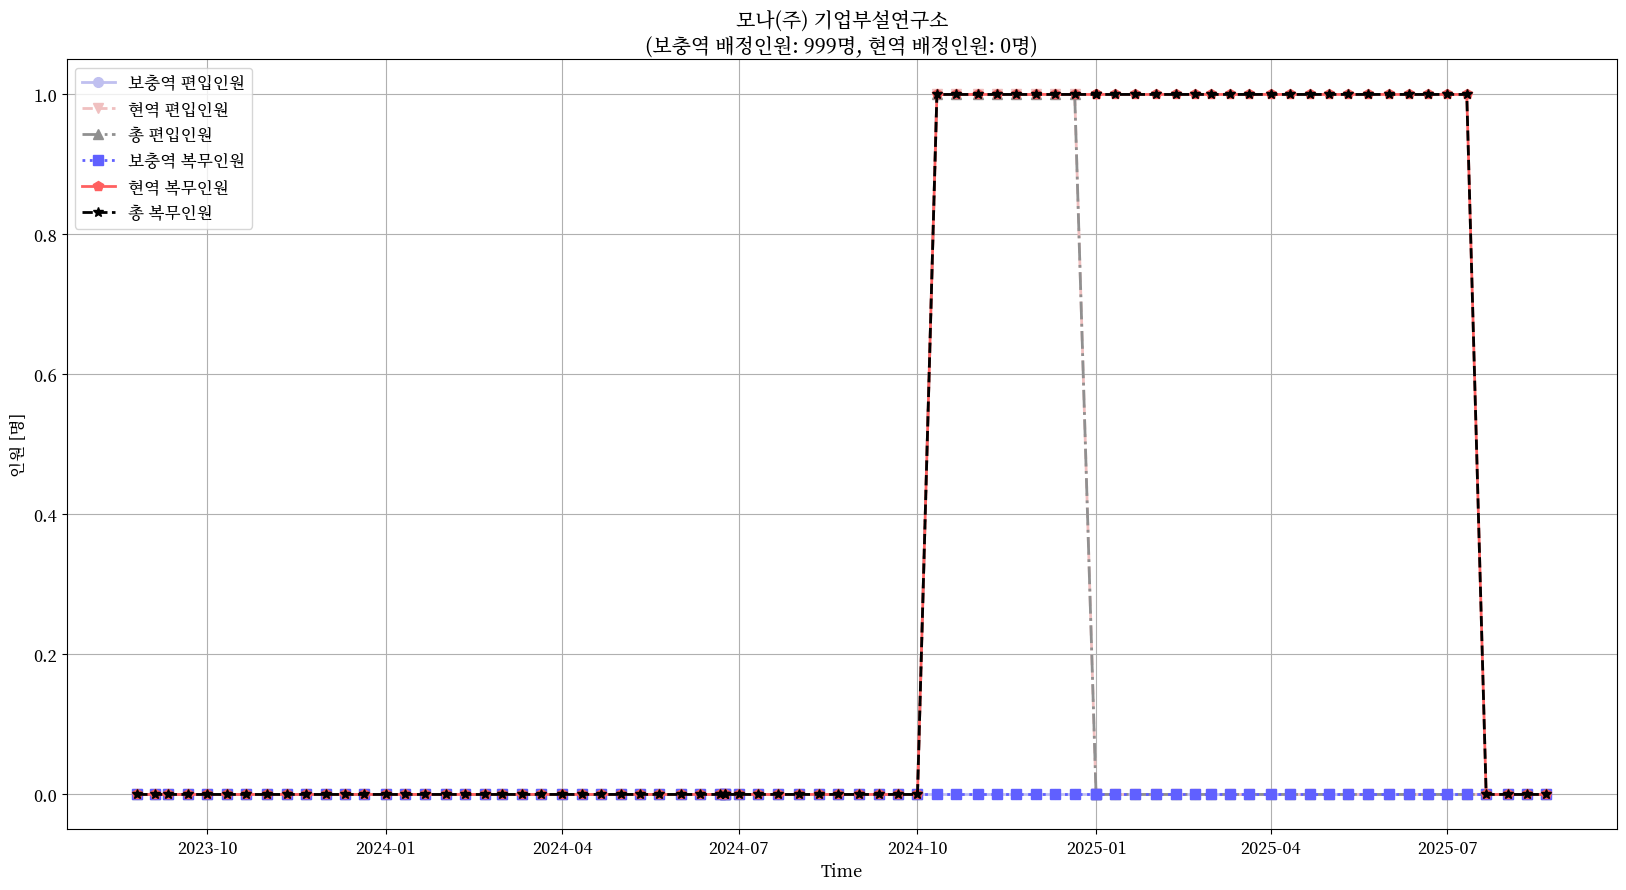 모나(주) 기업부설연구소
(보충역 배정인원: 999명, 현역 배정인원: 0명)
보충역 편입인원
현역 편입인원
총 편입인원
보충역 복무인원
현역 복무인원
총 복무인원
1.0
0.8
0.6
0.4
0.2
0.0
인원 [명]
2023-10
2024-01
2024-04
2024-07
2024-10
2025-01
2025-04
2025-07
Time